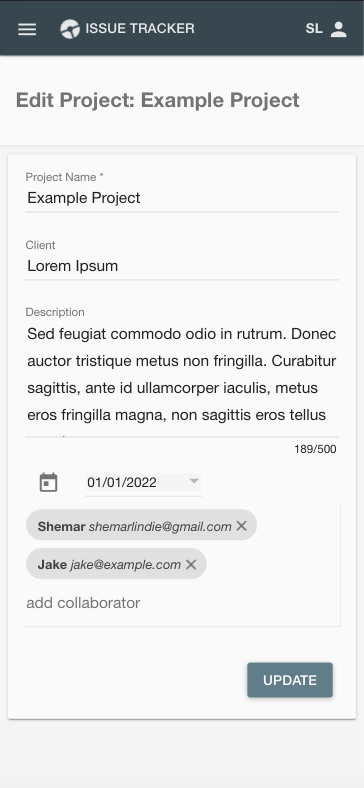 ISSUE TRACKER
SL
Edit Project: Example Project
Project Name *
Example Project
Client
Lorem Ipsum
Description
Sed feugiat commodo odio in rutrum. Donec
auctor tristique metus non fringilla. Curabitur
sagittis, ante id ullamcorper iaculis, metus
eros fringilla magna, non sagittis eros tellus
189/500
01/01/2022
Shemar shemarlindie@gmail.com
Jake jake@example.com
add collaborator
UPDATE